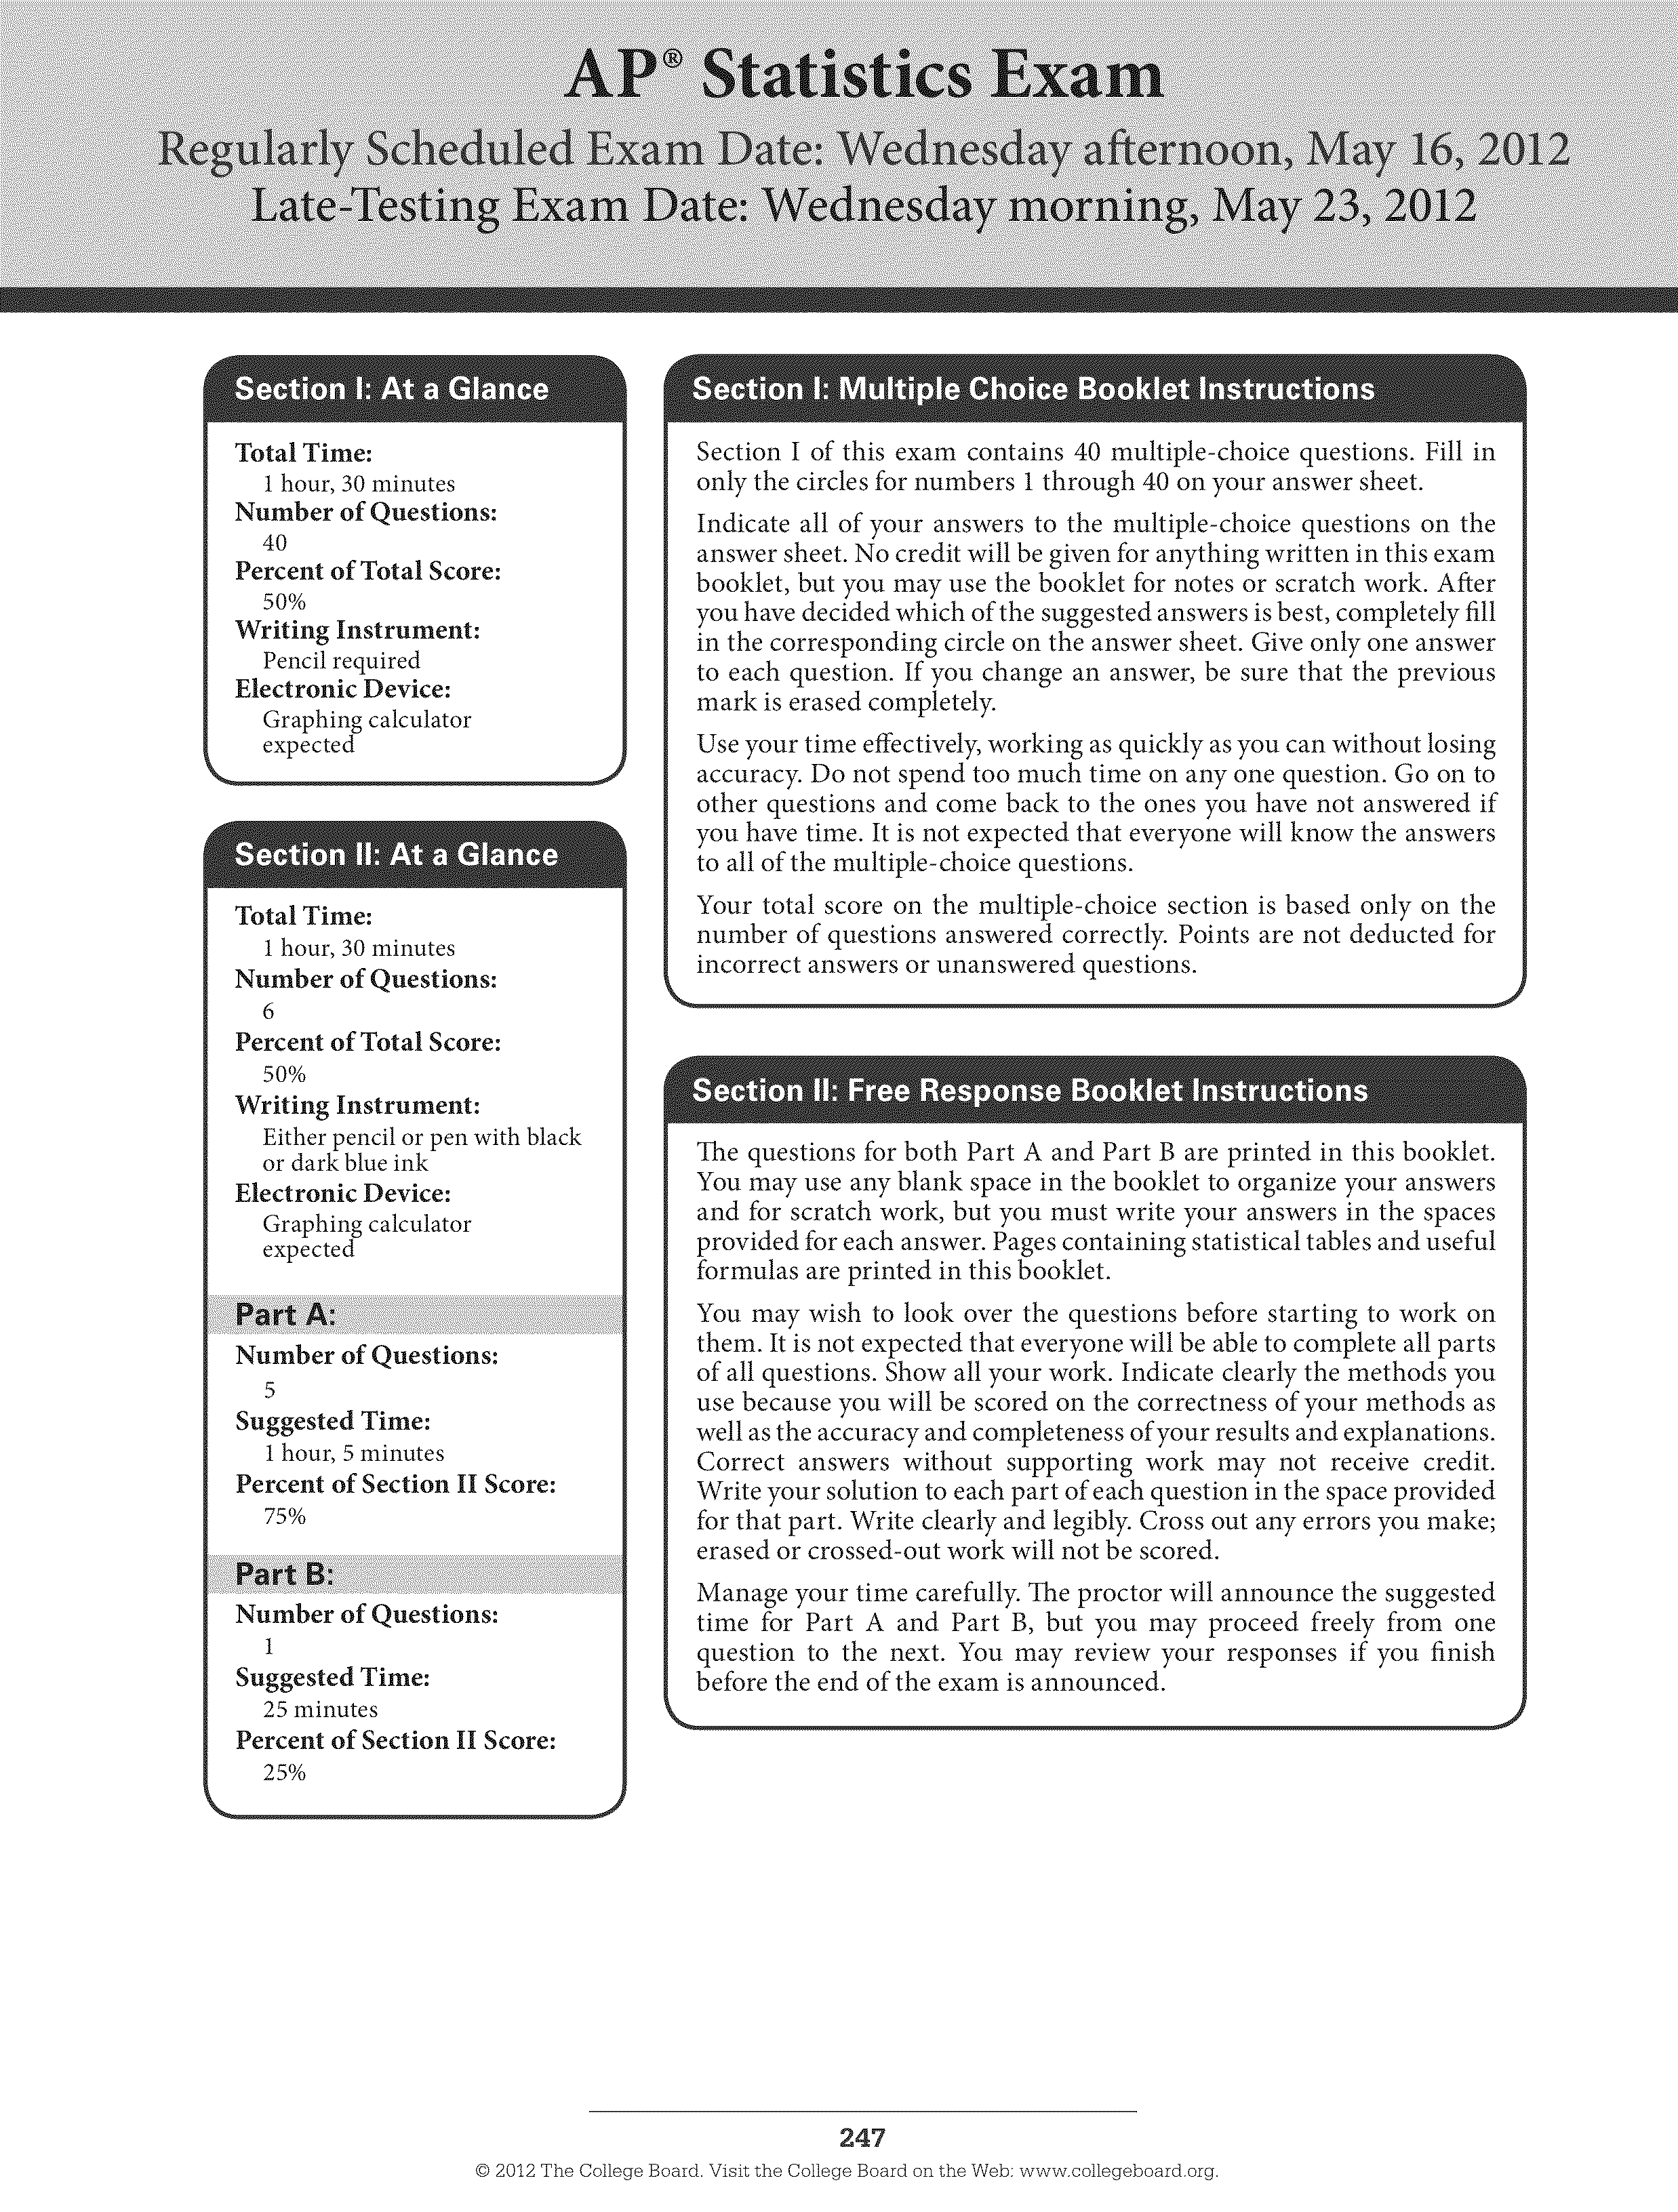 AP® Statistics Exam
Regularly Scheduled Exam Date: Wednesday afternoon, May 16, 2012
Late-Testing Exam Date: Wednesday morning, May 23, 2012
Section I: At a Glance
Total Time:
1 hour, 30 minutes
Number of Questions:
40
Percent of Total Score:
50%
Writing Instrument:
Pencil required
Electronic Device:
Graphing calculator
expected
Section II: At a Glance
Total Time:
1 hour, 30 minutes
Number of Questions:
6
Percent of Total Score:
50%
Writing Instrument:
Either pencil or pen with black
or dark blue ink
Electronic Device:
Graphing calculator
expected
Part A:
Number of Questions:
5
Suggested Time:
1 hour, 5 minutes
Percent of Section II Score:
75%
Part B:
Number of Questions:
1
Suggested Time:
25 minutes
Percent of Section II Score:
25%
Section I: Multiple Choice Booklet Instructions
Section I of this exam contains 40 multiple-choice questions. Fill in
only the circles for numbers 1 through 40 on your answer sheet.
Indicate all of your answers to the multiple-choice questions on the
answer sheet. No credit will be given for anything written in this exam
booklet, but you may use the booklet for notes or scratch work. After
you have decided which of the suggested answers is best, completely fill
in the corresponding circle on the answer sheet. Give only one answer
to each question. If you change an answer, be sure that the previous
mark is erased completely.
Use your time effectively, working as quickly as you can without losing
accuracy. Do not spend too much time on any one question. Go on to
other questions and come back to the ones you have not answered if
you have time. It is not expected that everyone will know the answers
to all of the multiple-choice questions.
Your total score on the multiple-choice section is based only on the
number of questions answered correctly. Points are not deducted for
incorrect answers or unanswered questions.
Section II: Free Response Booklet Instructions
The questions for both Part A and Part B are printed in this booklet.
You may use any blank space in the booklet to organize your answers
and for scratch work, but you must write your answers in the spaces
provided for each answer. Pages containing statistical tables and useful
formulas are printed in this booklet.
You may wish to look over the questions before starting to work on
them. It is not expected that everyone will be able to complete all parts
of all questions. Show all your work. Indicate clearly the methods you
use because you will be scored on the correctness of your methods as
well as the accuracy and completeness of your results and explanations.
Correct answers without supporting work may not receive credit.
Write your solution to each part of each question in the space provided
for that part. Write clearly and legibly. Cross out any errors you make;
erased or crossed-out work will not be scored.
Manage your time carefully. The proctor will announce the suggested
time for Part A and Part B, but you may proceed freely from one
question to the next. You may review your responses if you finish
before the end of the exam is announced.
247
© 2012 The College Board. Visit the College Board on the Web: www.collegeboard.org.